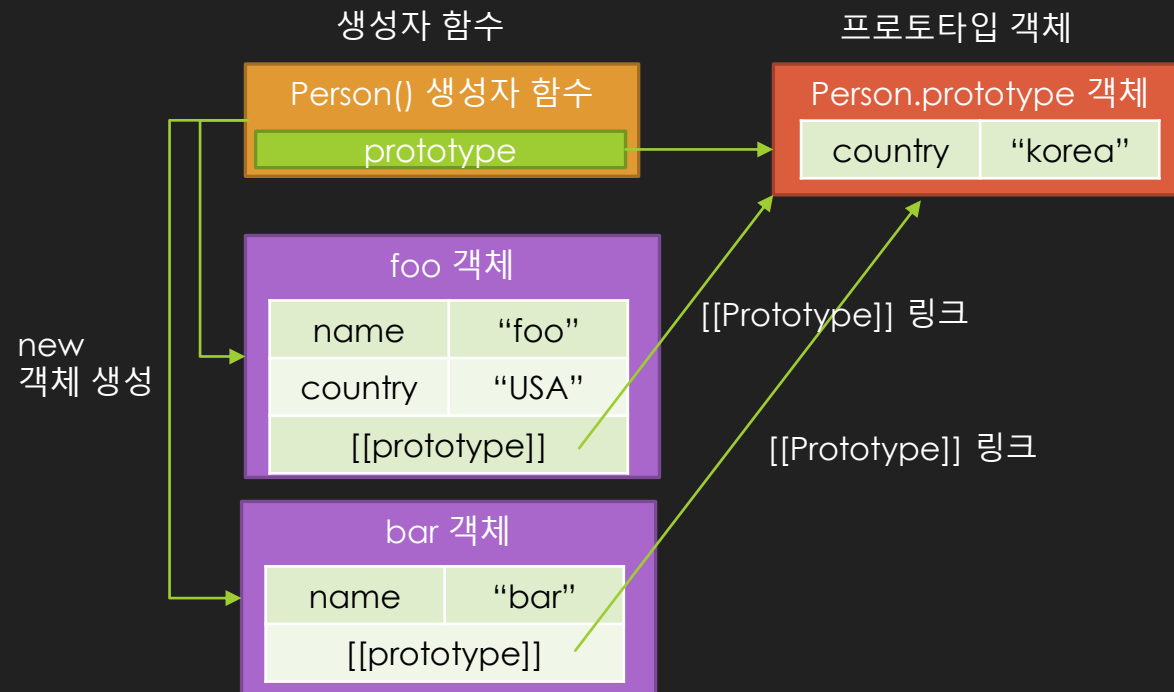 생성자 함수
프로토타입 객체
Person() 생성자 함수
prototype
Person.prototype 객체
country “korea”
foo 객체
name “foo”
country “USA”
[[prototype]]
[[Prototype]] 링크
new
객체 생성
[[Prototype]] 링크
bar 객체
name “bar”
[[prototype]]